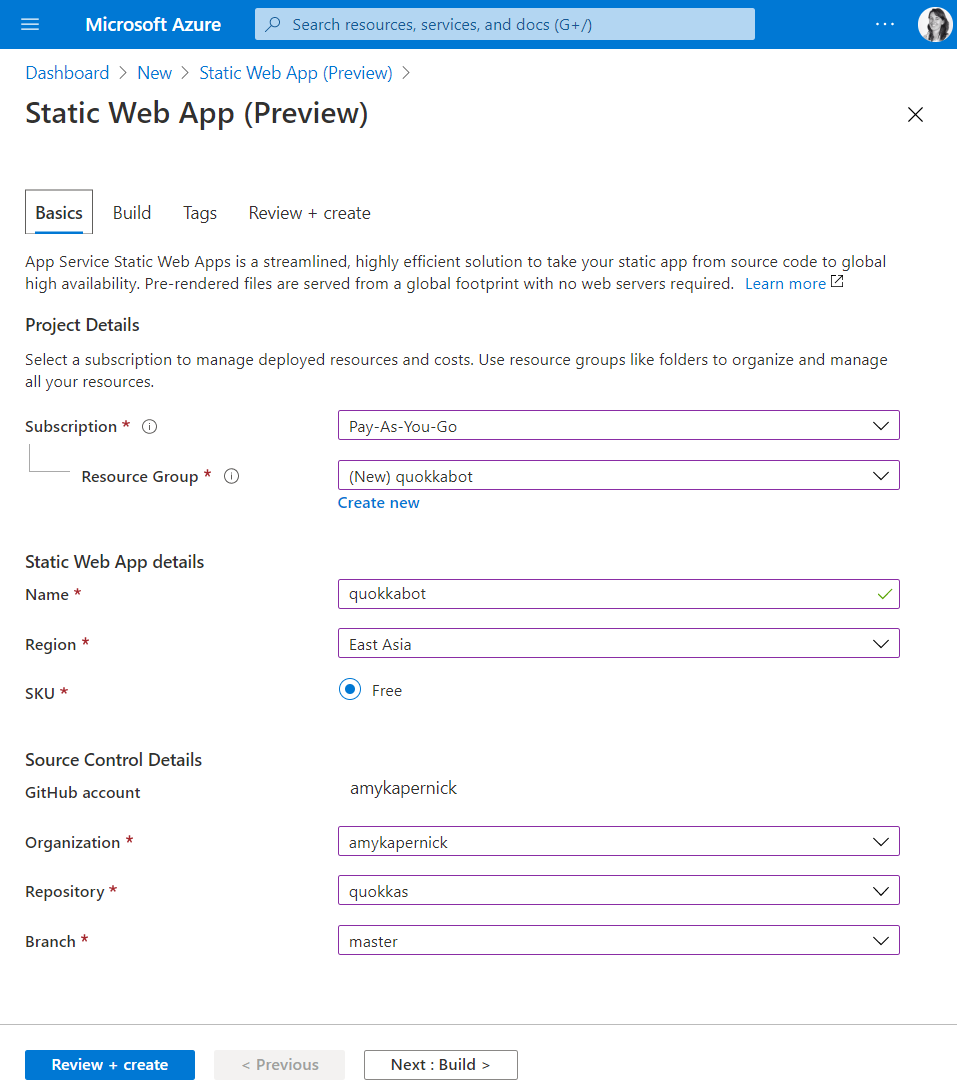 Microsoft Azure
Search resources, services, and docs (G+/)
Dashboard > New > Static Web App (Preview) >
Static Web App (Preview)
Basics Build Tags Review + create
App Service Static Web Apps is a streamlined, highly efficient solution to take your static app from source code to global
high availability. Pre-rendered files are served from a global footprint with no web servers required. Learn more
Project Details
Select a subscription to manage deployed resources and costs. Use resource groups like folders to organize and manage
all your resources.
Subscription * Pay-As-You-Go
Resource Group * (New) quokkabot
Create new
Static Web App details
Name * quokkabot
Region * East Asia
SKU * Free
Source Control Details
GitHub account amykapernick
Organization * amykapernick
Repository * quokkas
Branch * master
Review + create < Previous Next : Build >